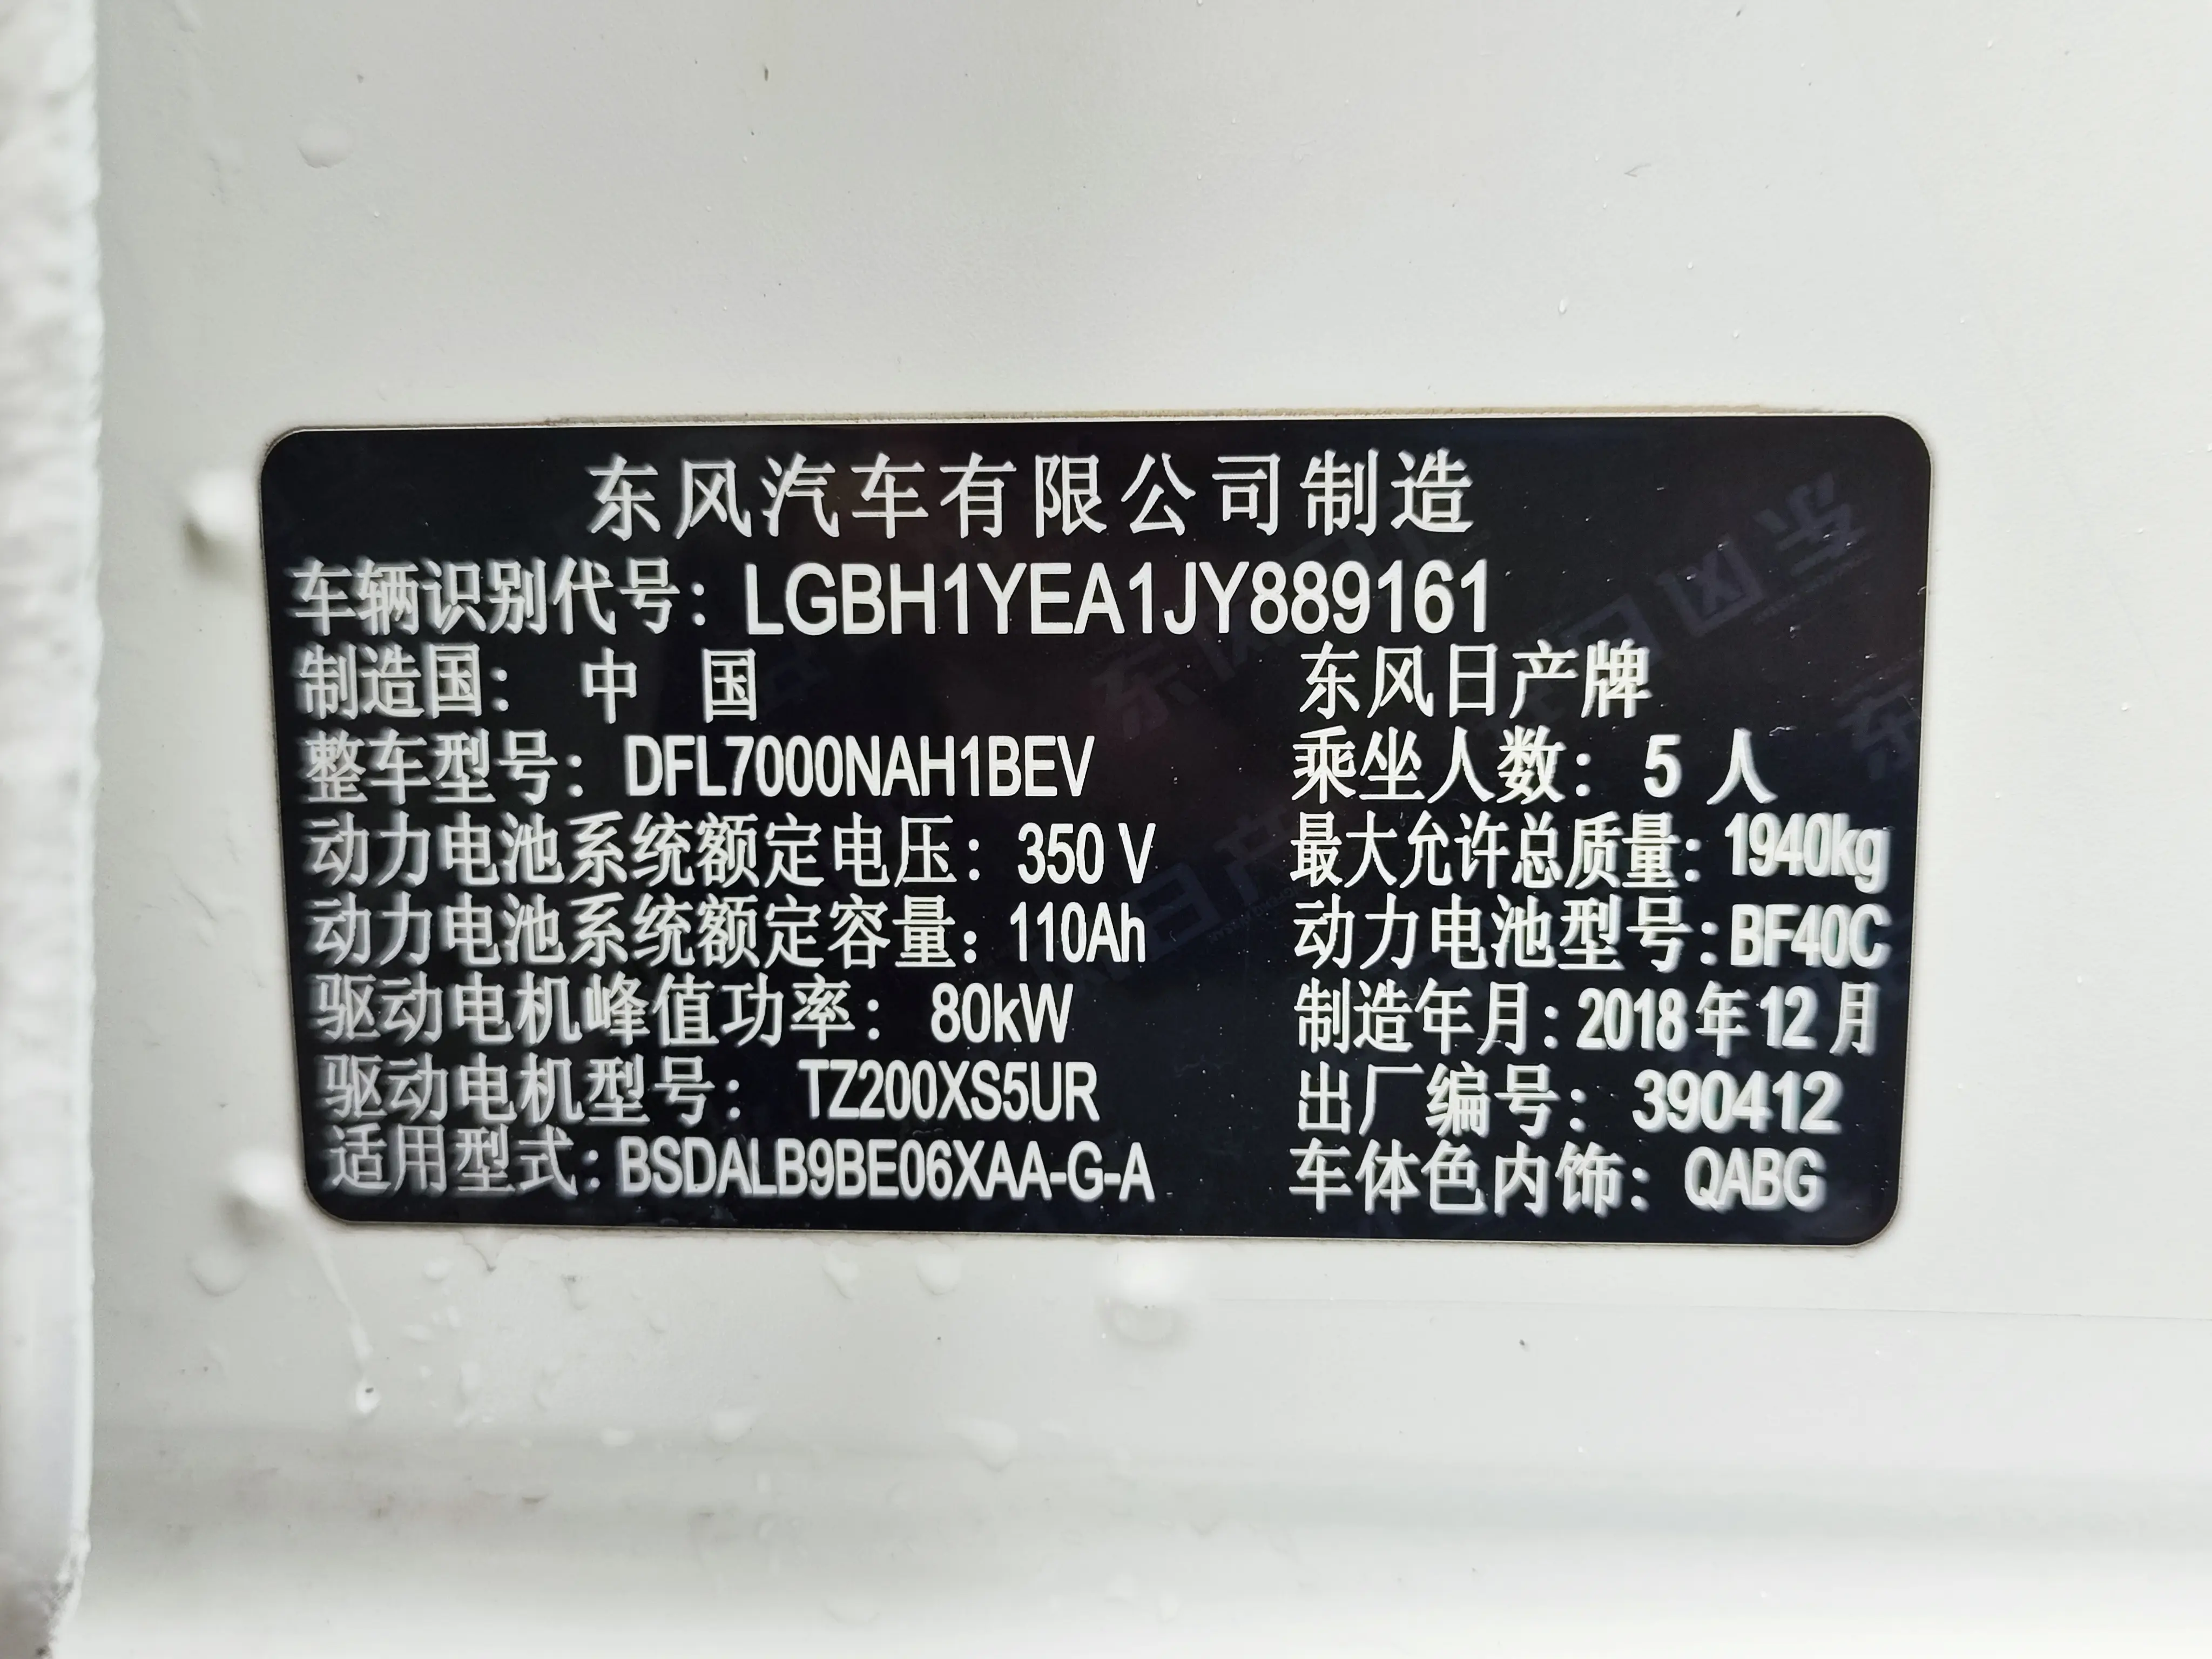 东风汽车有限公司制造
车辆识别代号：LGBH1YEA1JY889161
制造国： 中 国 东风日产牌
整车型号：DFL7000NAH1BEV 乘坐人数：5 人
动力电池系统额定电压：350 V 最大允许总质量：1940kg
动力电池系统额定容量：110Ah 动力电池型号：BF40C
驱动电机峰值功率：80kW 制造年月：2018年12月
驱动电机型号：TZ200XS5UR 出厂编号：390412
适用型式：BSDALB9BE06XAA-G-A 车体色内饰：QABG